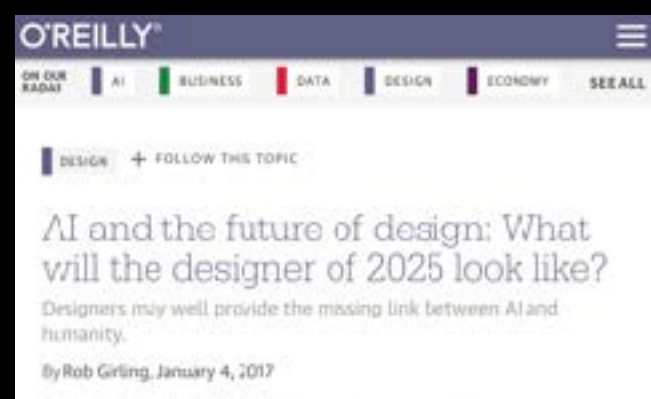 O'REILLY®
ON OUR
RADAR
AI BUSINESS DATA DESIGN ECONOMY SEE ALL
DESIGN + FOLLOW THIS TOPIC
AI and the future of design: What
will the designer of 2025 look like?
Designers may well provide the missing link between AI and
humanity.
By Rob Girling, January 4, 2017